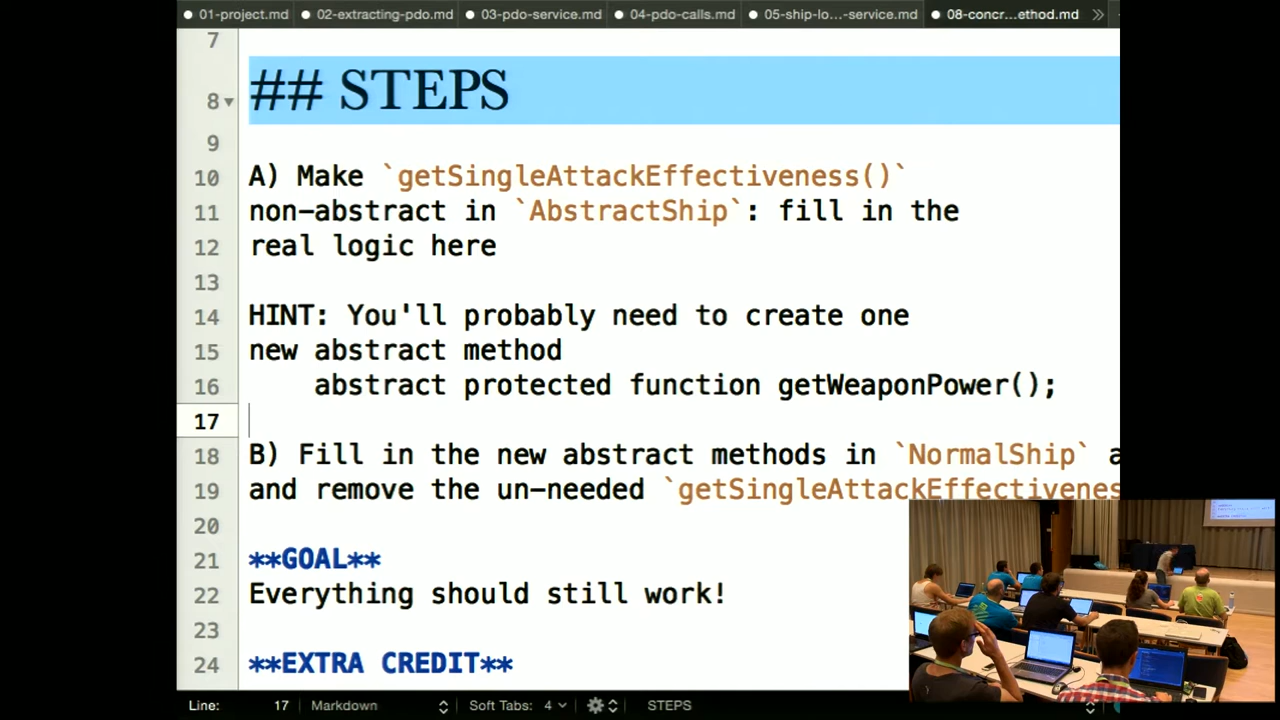 01-project.md 02-extracting-pdo.md 03-pdo-service.md 04-pdo-calls.md 05-ship-lo...-service.md 08-concr...ethod.md »
7
8 ## STEPS
9
10 A) Make `getSingleAttackEffectiveness()`
11 non-abstract in `AbstractShip`: fill in the
12 real logic here
13
14 HINT: You'll probably need to create one
15 new abstract method
16 abstract protected function getWeaponPower();
17
18 B) Fill in the new abstract methods in `NormalShip` a
19 and remove the un-needed `getSingleAttackEffectivenes
20
21 **GOAL**
22 Everything should still work!
23
24 **EXTRA CREDIT**
Line: 17 Markdown Soft Tabs: 4 STEPS